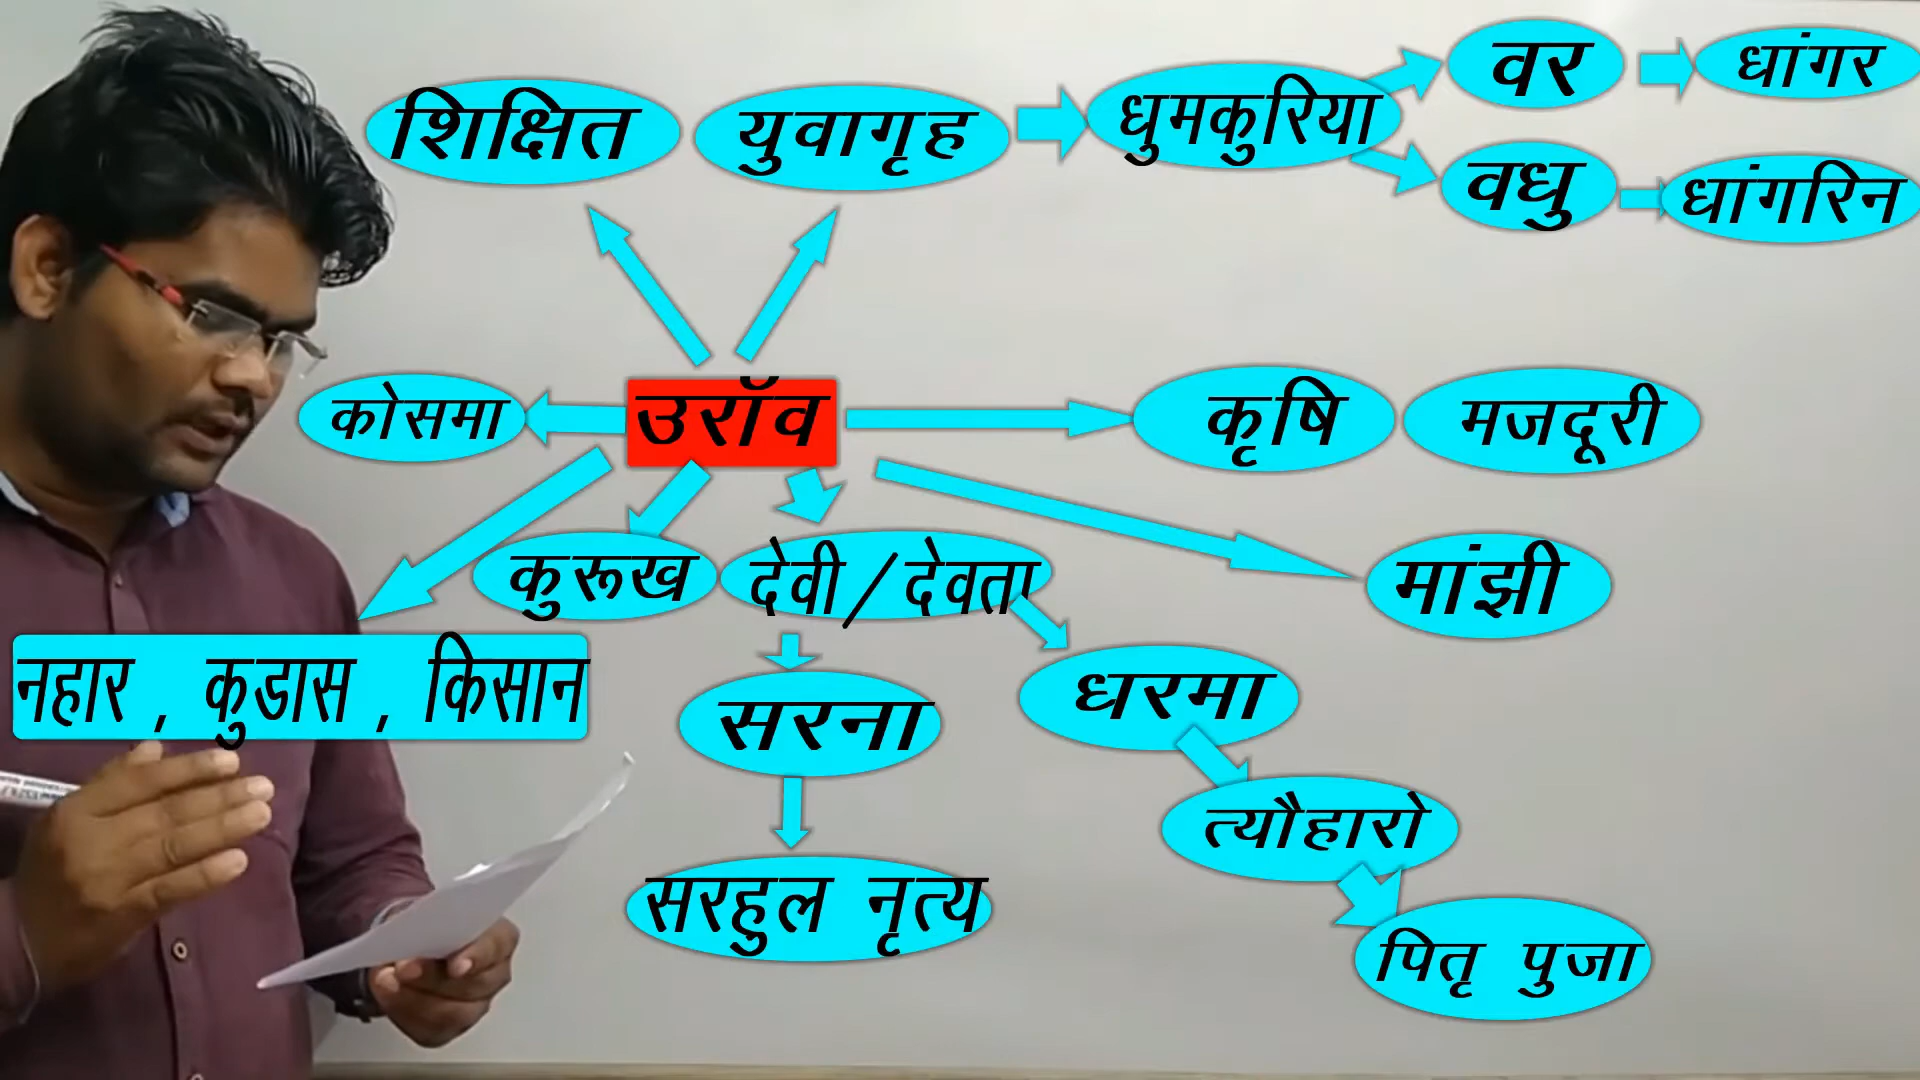 शिक्षित
युवागृह
धुमकुरिया
वर
धांगर
वधु
धांगरिन
कोसमा
उरॉव
कृषि
मजदूरी
कुरूख
देवी/देवता
मांझी
नहार , कुडास , किसान
सरना
धरमा
त्यौहारो
सरहुल नृत्य
पितृ पुजा